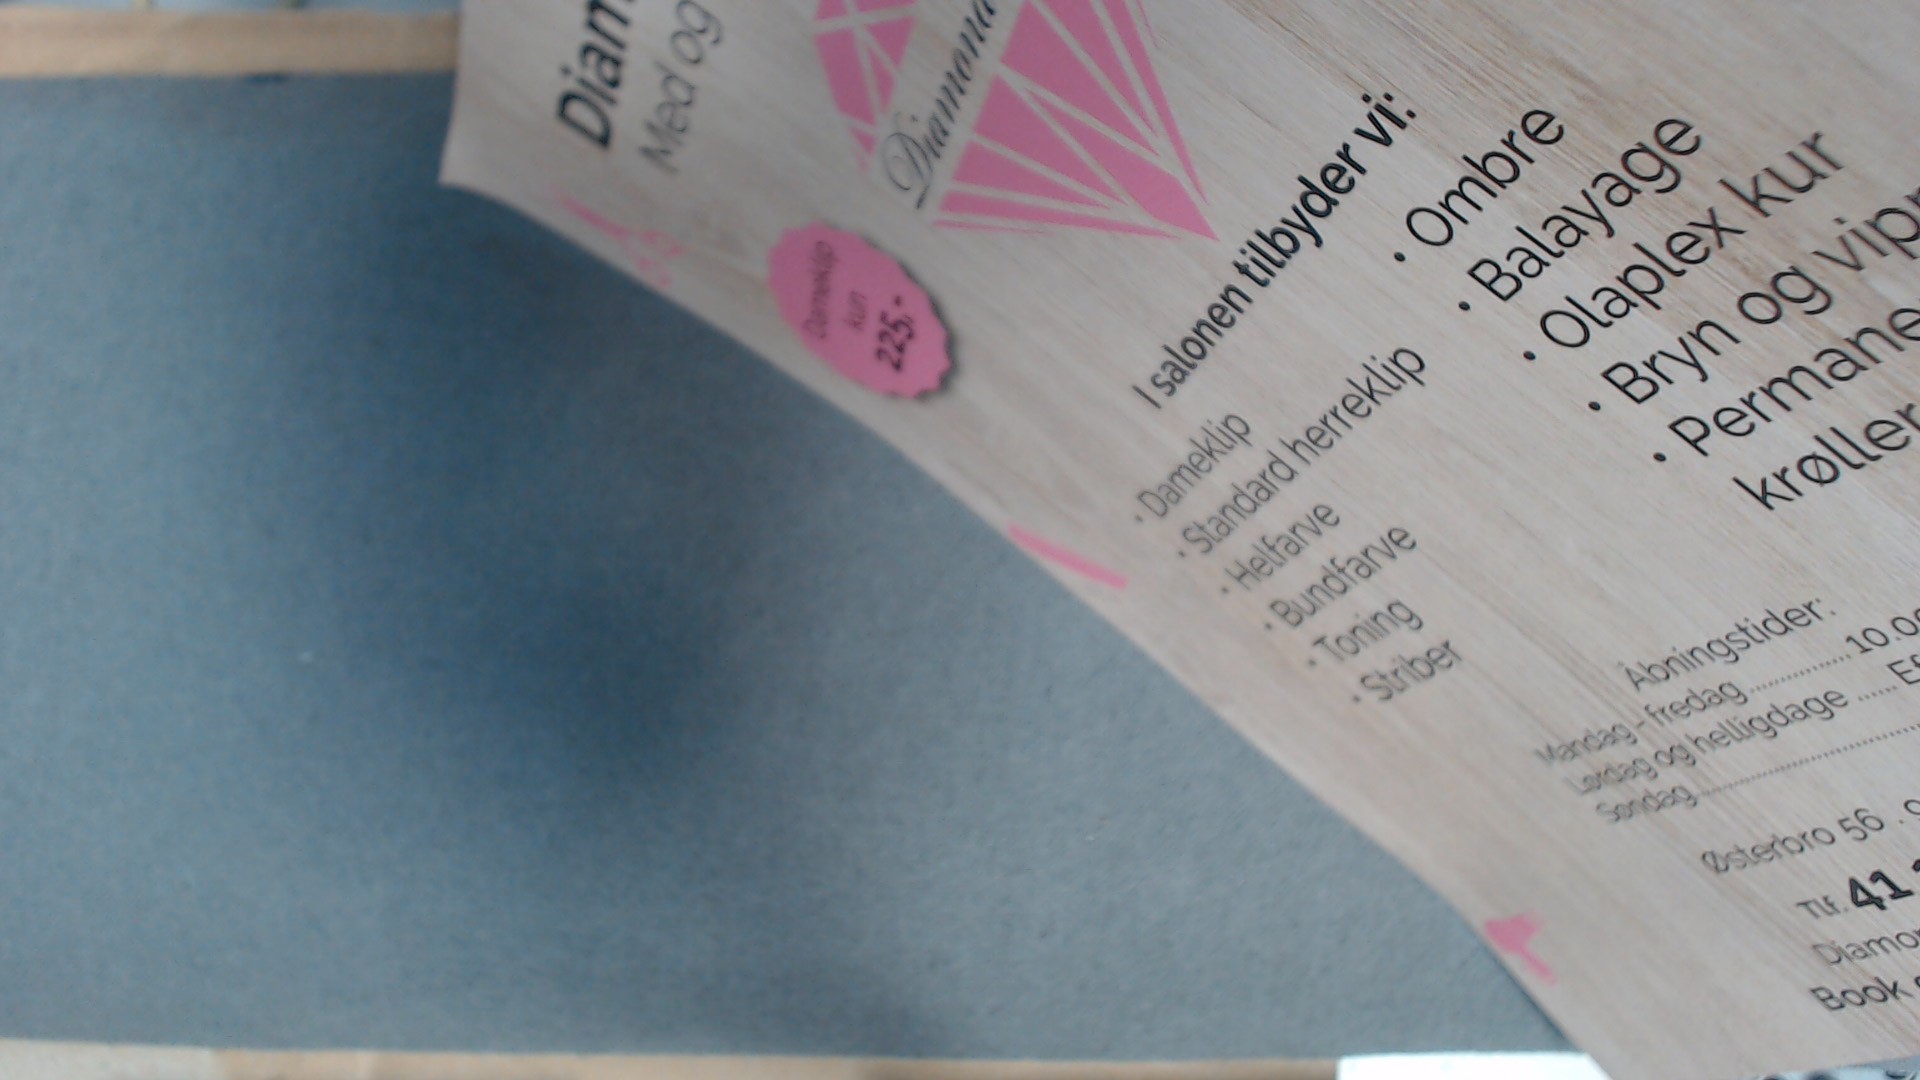 Diam
Med og
Diamond
Dameklip
kun
225,-
I salonen tilbyder vi:
· Dameklip
· Standard herreklip
· Helfarve
· Bundfarve
· Toning
· Striber
· Ombre
· Balayage
· Olaplex kur
· Bryn og vipp
· Permane
krøller
Åbningstider:
Mandag - fredag ............... 10.0
Lørdag og helligdage ......
Søndag ...............................
Østerbro 56 .
Tlf. 41
Diamon
Book